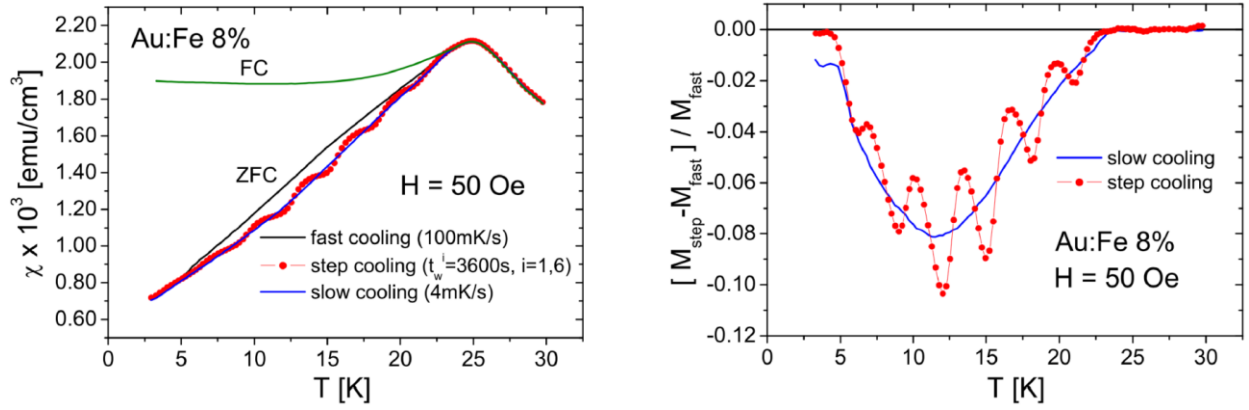 Au:Fe 8%
FC
ZFC
H = 50 Oe
fast cooling (100mK/s)
step cooling (t_w^i=3600s, i=1,6)
slow cooling (4mK/s)
χ x 10³ [emu/cm³]
2.20
2.00
1.80
1.60
1.40
1.20
1.00
0.80
0.60
0 5 10 15 20 25 30
T [K]
[ M_step-M_fast ] / M_fast
0.00
-0.02
-0.04
-0.06
-0.08
-0.10
-0.12
slow cooling
step cooling
Au:Fe 8%
H = 50 Oe
0 5 10 15 20 25 30
T [K]